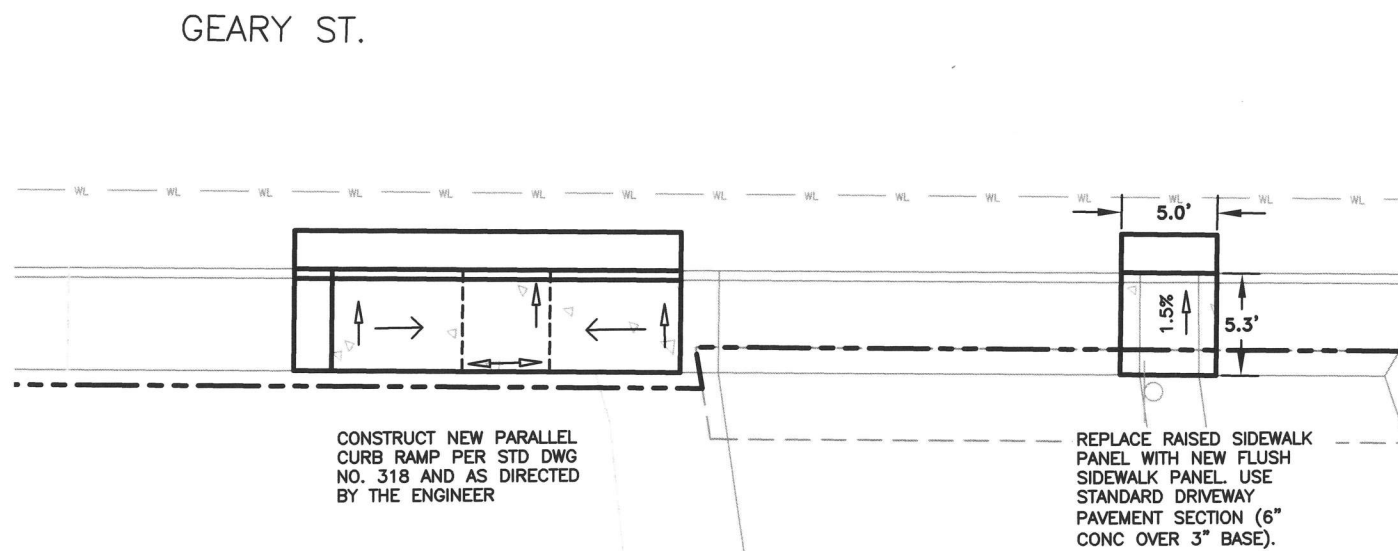 GEARY ST.
WL WL WL WL WL WL WL WL WL WL WL WL WL WL WL
5.0'
1.5%
5.3'
CONSTRUCT NEW PARALLEL
CURB RAMP PER STD DWG
NO. 318 AND AS DIRECTED
BY THE ENGINEER
REPLACE RAISED SIDEWALK
PANEL WITH NEW FLUSH
SIDEWALK PANEL. USE
STANDARD DRIVEWAY
PAVEMENT SECTION (6"
CONC OVER 3" BASE).